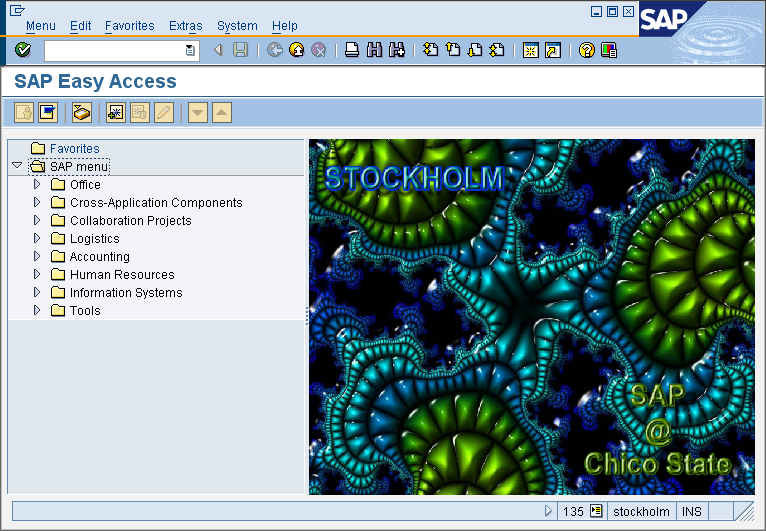 Menu Edit Favorites Extras System Help
SAP
SAP Easy Access
Favorites
SAP menu
Office
Cross-Application Components
Collaboration Projects
Logistics
Accounting
Human Resources
Information Systems
Tools
STOCKHOLM
SAP
@
Chico State
135 stockholm INS